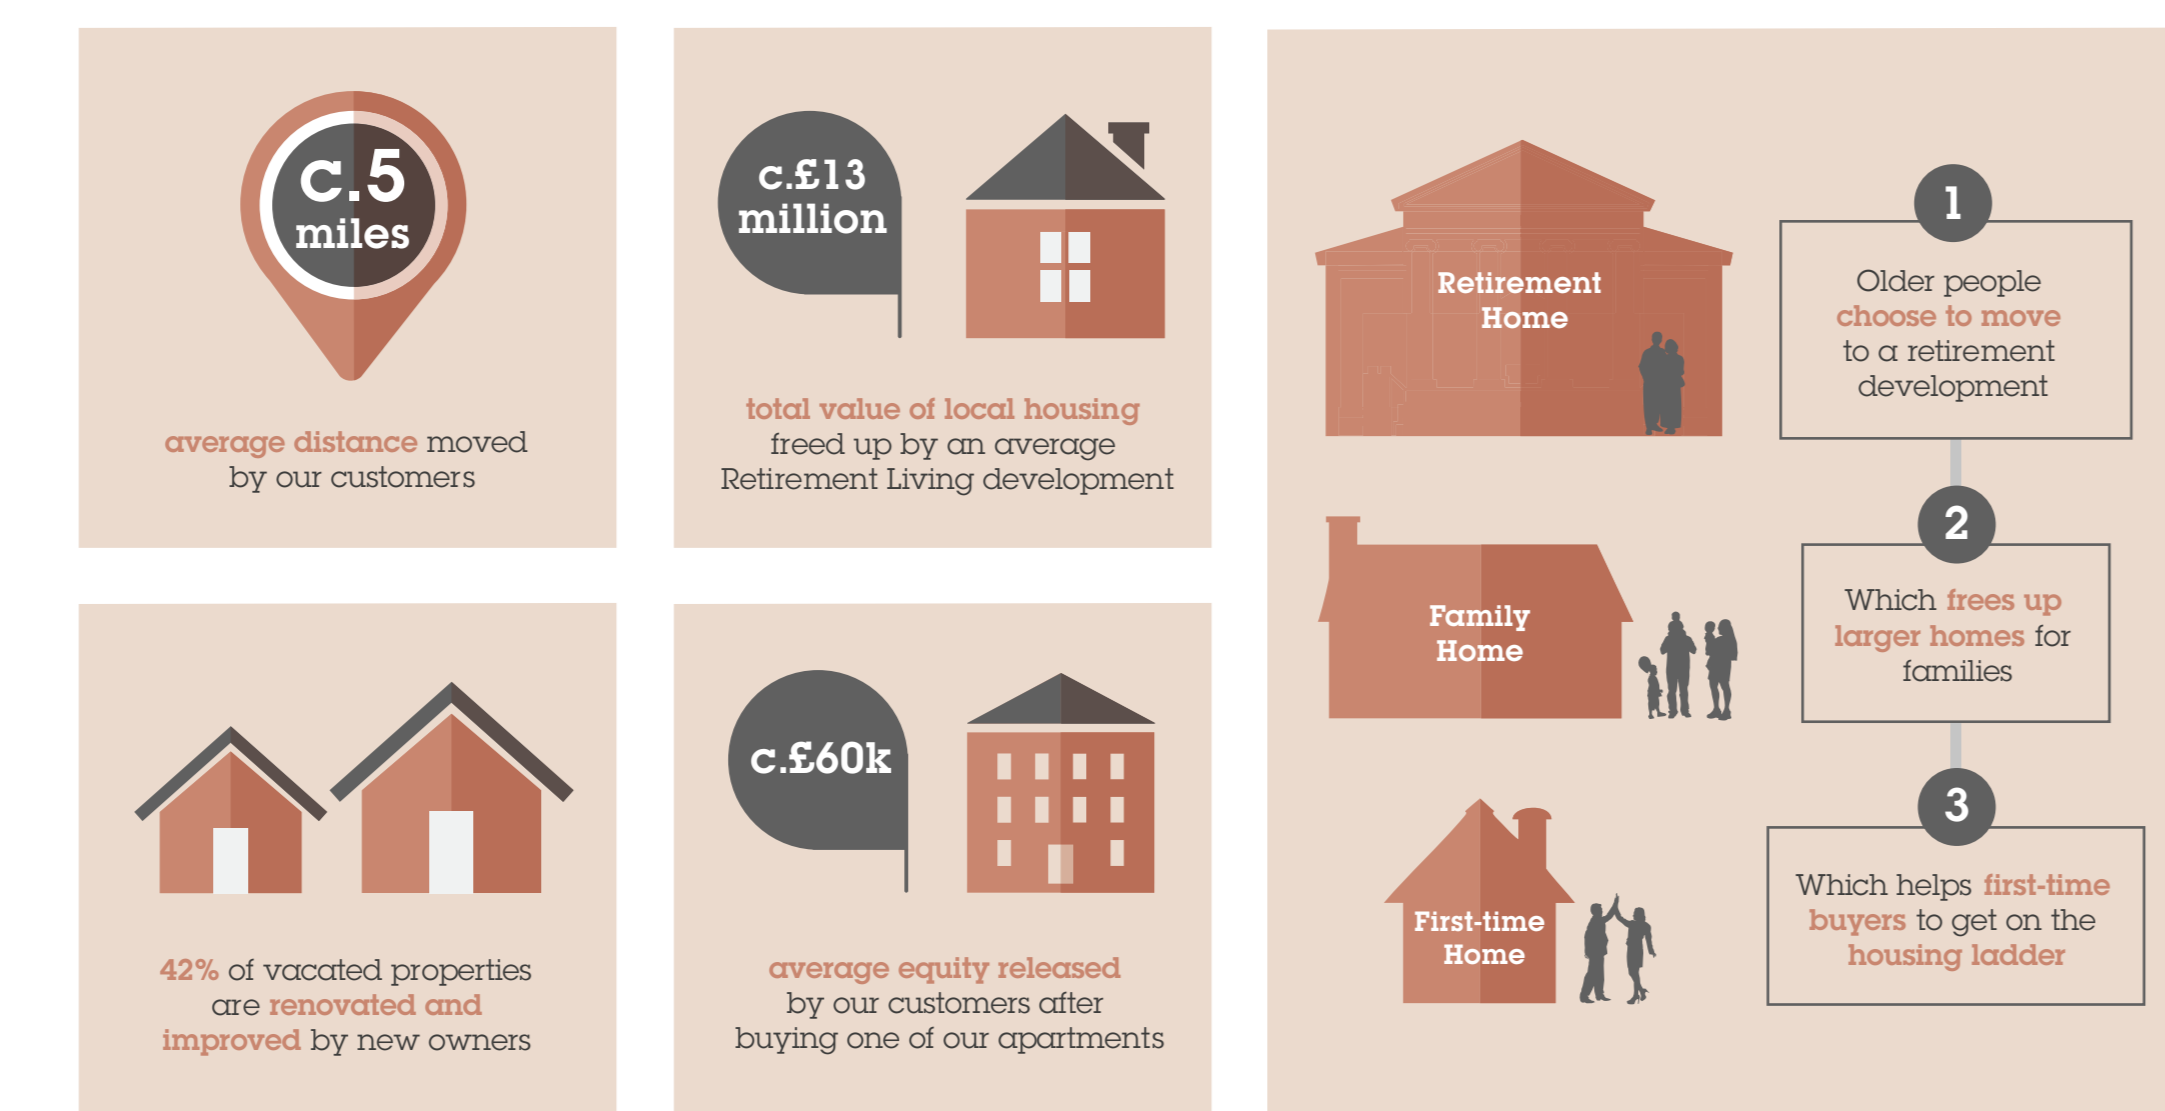 c.5
miles
average distance moved
by our customers
c.£13
million
total value of local housing
freed up by an average
Retirement Living development
42% of vacated properties
are renovated and
improved by new owners
c.£60k
average equity released
by our customers after
buying one of our apartments
Retirement
Home
1
Older people
choose to move
to a retirement
development
Family
Home
2
Which frees up
larger homes for
families
First-time
Home
3
Which helps first-time
buyers to get on the
housing ladder